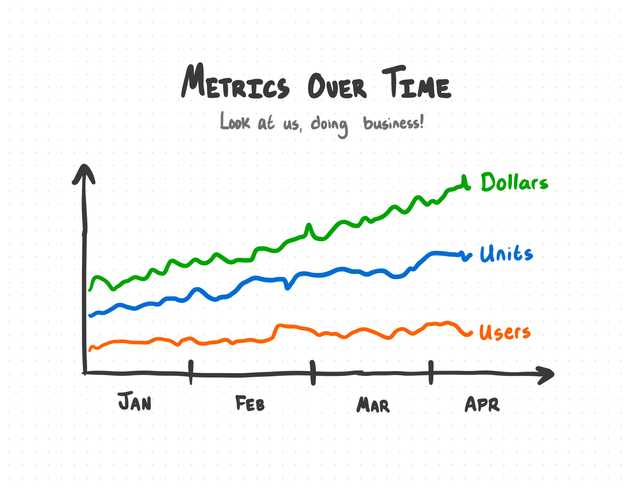 Metrics Over Time
Look at us, doing business!
Dollars
Units
Users
Jan Feb Mar Apr